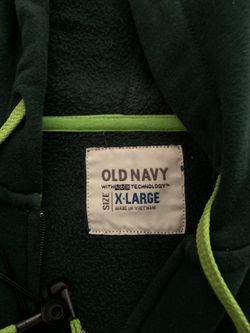 OLD NAVY
WITH TECHNOLOGY™
SIZE
X•LARGE
MADE IN VIETNAM